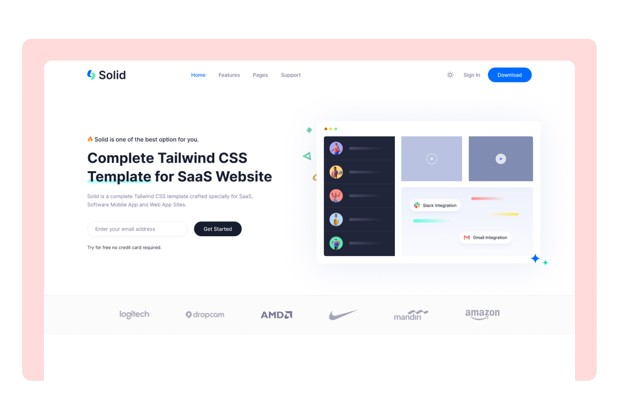 Solid
Home Features Pages Support Sign In Download
🔥 Solid is one of the best option for you.
Complete Tailwind CSS
Template for SaaS Website
Solid is a complete Tailwind CSS template crafted specially for SaaS,
Software Mobile App and Web App Sites.
Enter your email address Get Started
Try for free no credit card required.
Slack Integration
Gmail Integration
logitech dropcam AMD mandiri amazon